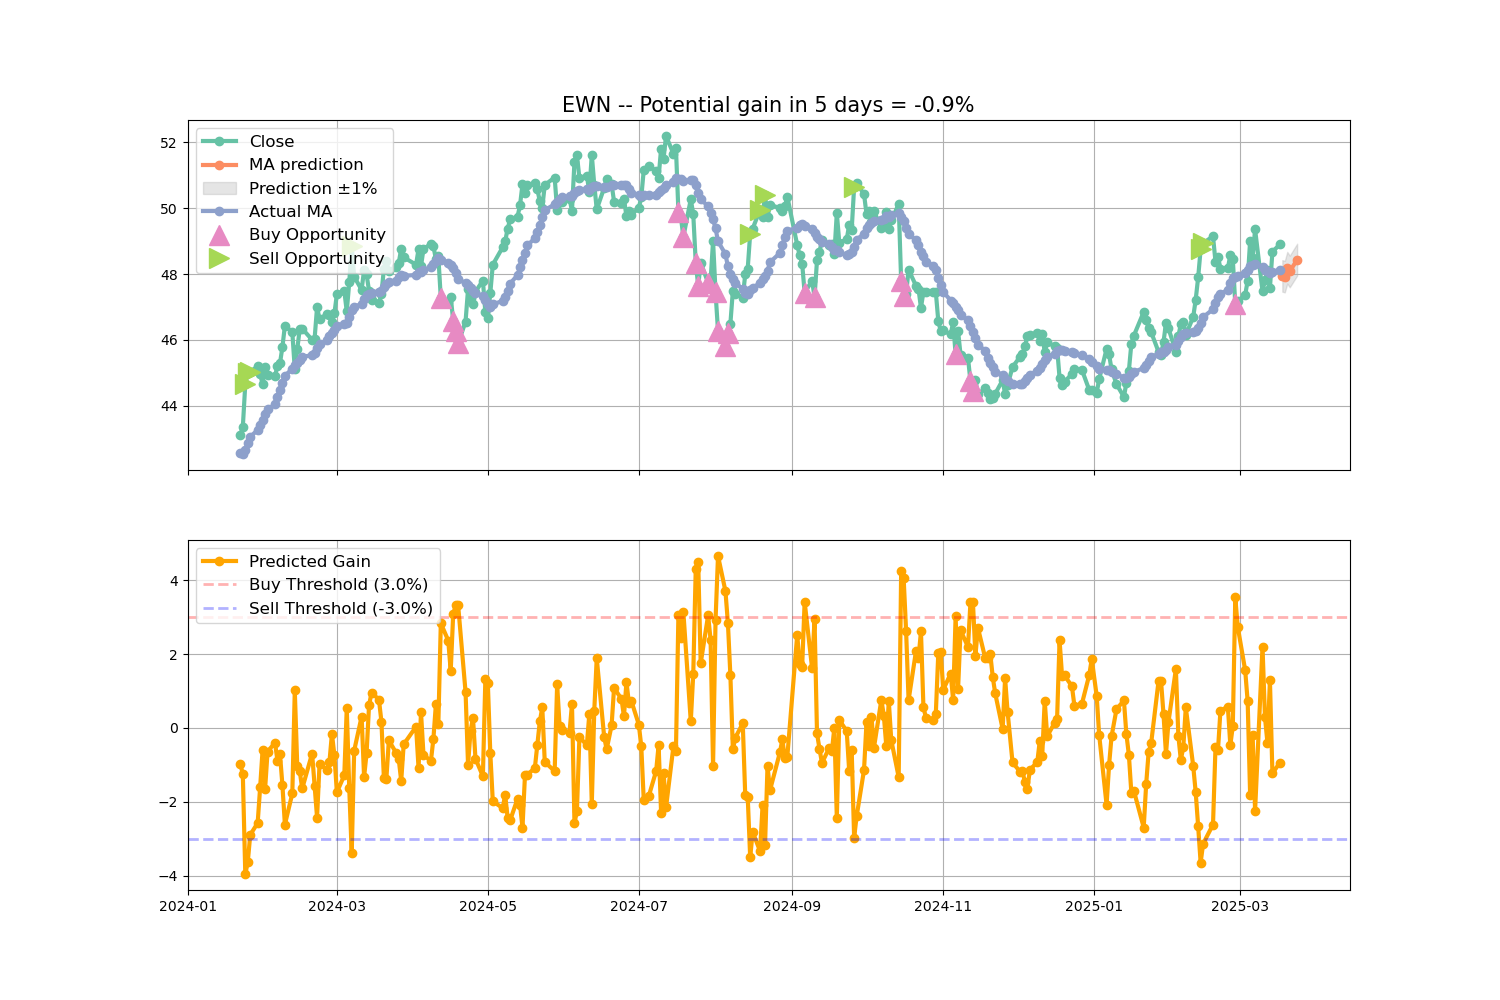 EWN -- Potential gain in 5 days = -0.9%
52
50
48
46
44
Close
MA prediction
Prediction ±1%
Actual MA
Buy Opportunity
Sell Opportunity
4
2
0
−2
−4
Predicted Gain
Buy Threshold (3.0%)
Sell Threshold (-3.0%)
2024-01
2024-03
2024-05
2024-07
2024-09
2024-11
2025-01
2025-03